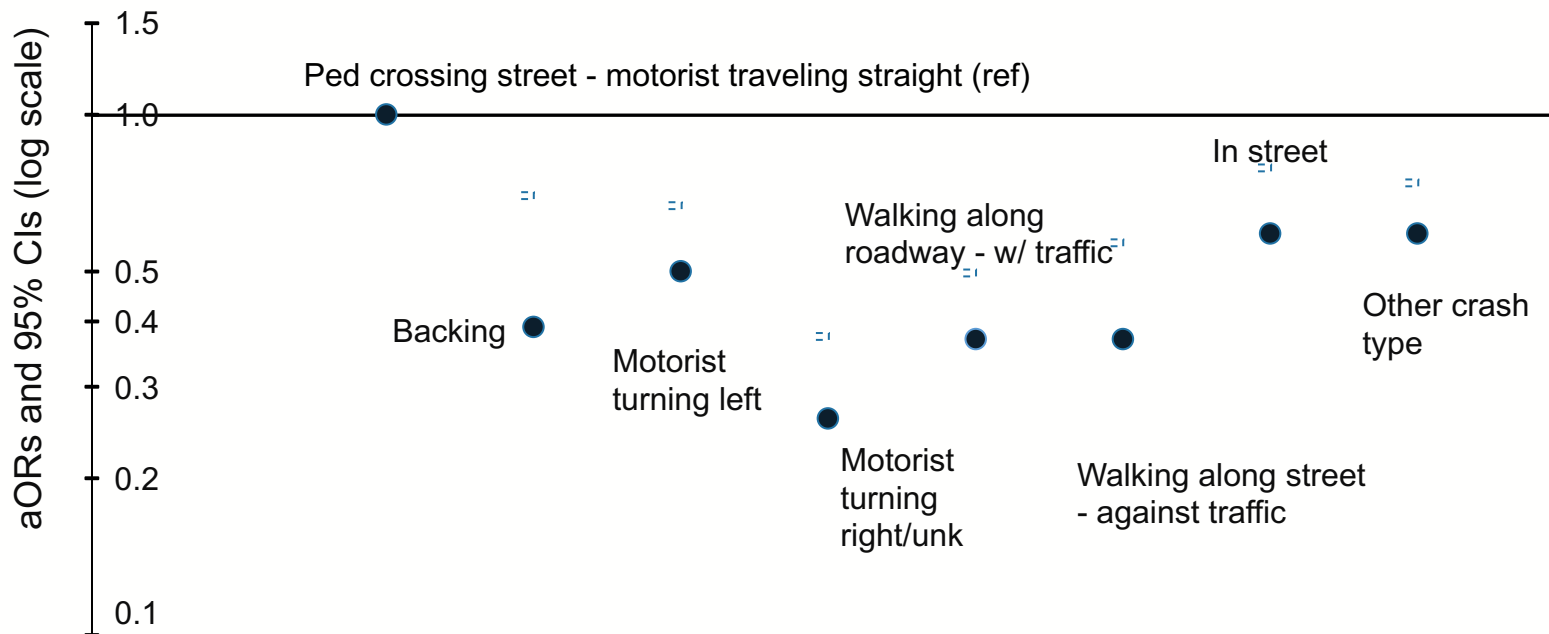 aORs and 95% CIs (log scale)
1.5
Ped crossing street - motorist traveling straight (ref)
1.0
In street
Walking along
roadway - w/ traffic
0.5
0.4
Backing
Other crash
type
Motorist
turning left
0.3
Motorist
turning
right/unk
Walking along street
- against traffic
0.2
0.1